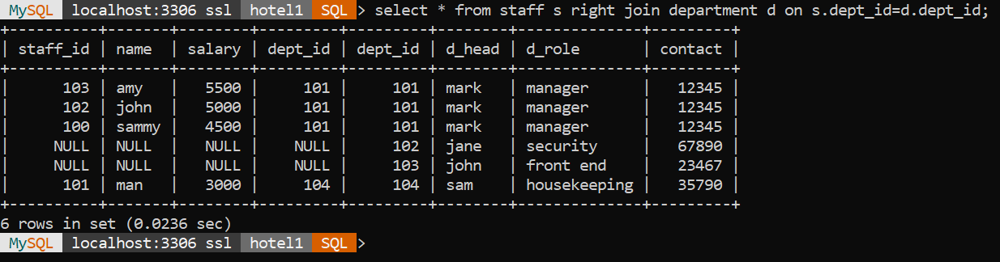 MySQL localhost:3306 ssl hotel1 SQL > select * from staff s right join department d on s.dept_id=d.dept_id;
+----------+-------+--------+---------+---------+--------+--------------+---------+
| staff_id | name  | salary | dept_id | dept_id | d_head | d_role       | contact |
+----------+-------+--------+---------+---------+--------+--------------+---------+
|      103 | amy   |   5500 |     101 |     101 | mark   | manager      |   12345 |
|      102 | john  |   5000 |     101 |     101 | mark   | manager      |   12345 |
|      100 | sammy |   4500 |     101 |     101 | mark   | manager      |   12345 |
|     NULL | NULL  |   NULL |    NULL |     102 | jane   | security     |   67890 |
|     NULL | NULL  |   NULL |    NULL |     103 | john   | front end    |   23467 |
|      101 | man   |   3000 |     104 |     104 | sam    | housekeeping |   35790 |
+----------+-------+--------+---------+---------+--------+--------------+---------+
6 rows in set (0.0236 sec)
MySQL localhost:3306 ssl hotel1 SQL >